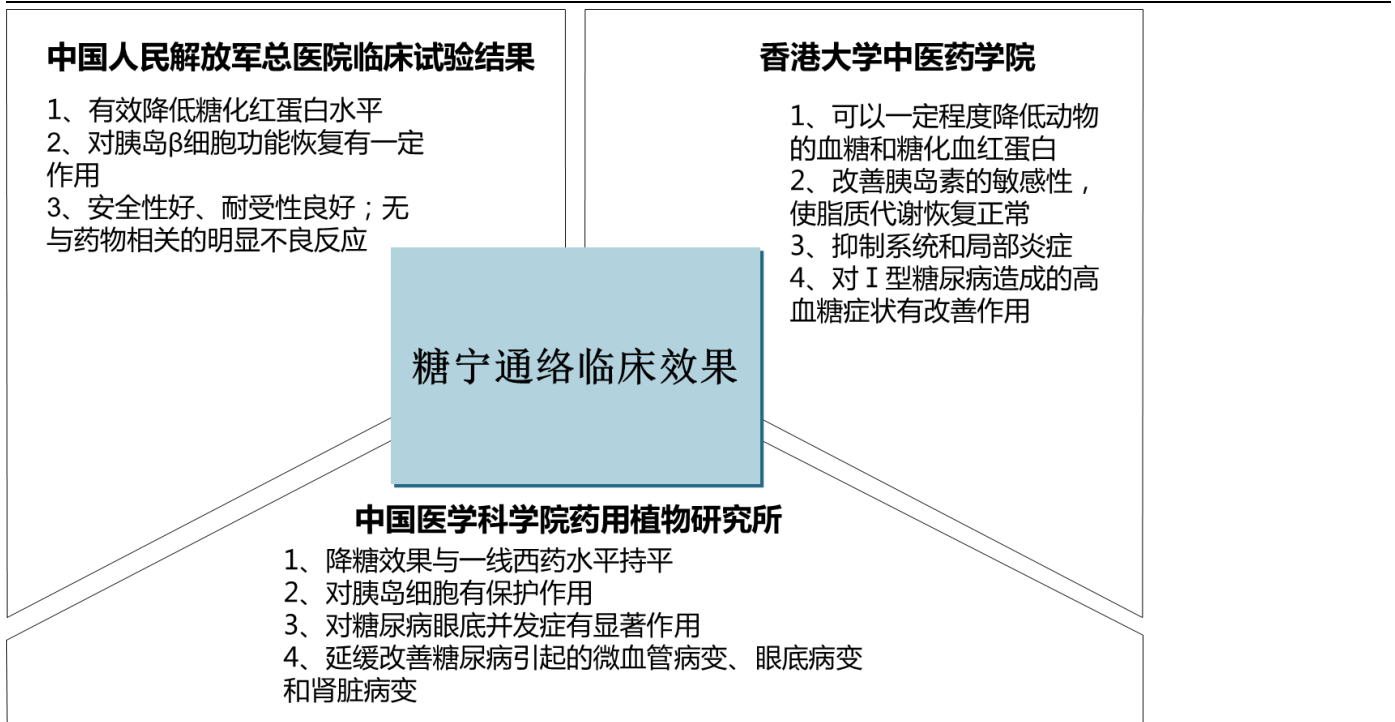 中国人民解放军总医院临床试验结果
1、有效降低糖化红蛋白水平
2、对胰岛β细胞功能恢复有一定
作用
3、安全性好、耐受性良好；无
与药物相关的明显不良反应
香港大学中医药学院
1、可以一定程度降低动物
的血糖和糖化血红蛋白
2、改善胰岛素的敏感性，
使脂质代谢恢复正常
3、抑制系统和局部炎症
4、对Ⅰ型糖尿病造成的高
血糖症状有改善作用
糖宁通络临床效果
中国医学科学院药用植物研究所
1、降糖效果与一线西药水平持平
2、对胰岛细胞有保护作用
3、对糖尿病眼底并发症有显著作用
4、延缓改善糖尿病引起的微血管病变、眼底病变
和肾脏病变